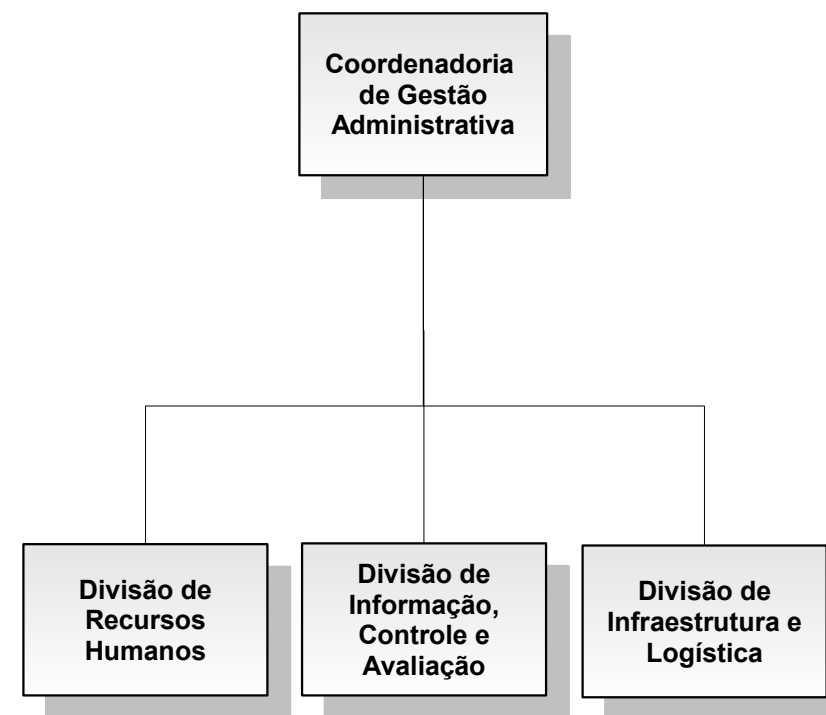 Coordenadoria
de Gestão
Administrativa
Divisão de
Recursos
Humanos
Divisão de
Informação,
Controle e
Avaliação
Divisão de
Infraestrutura e
Logística